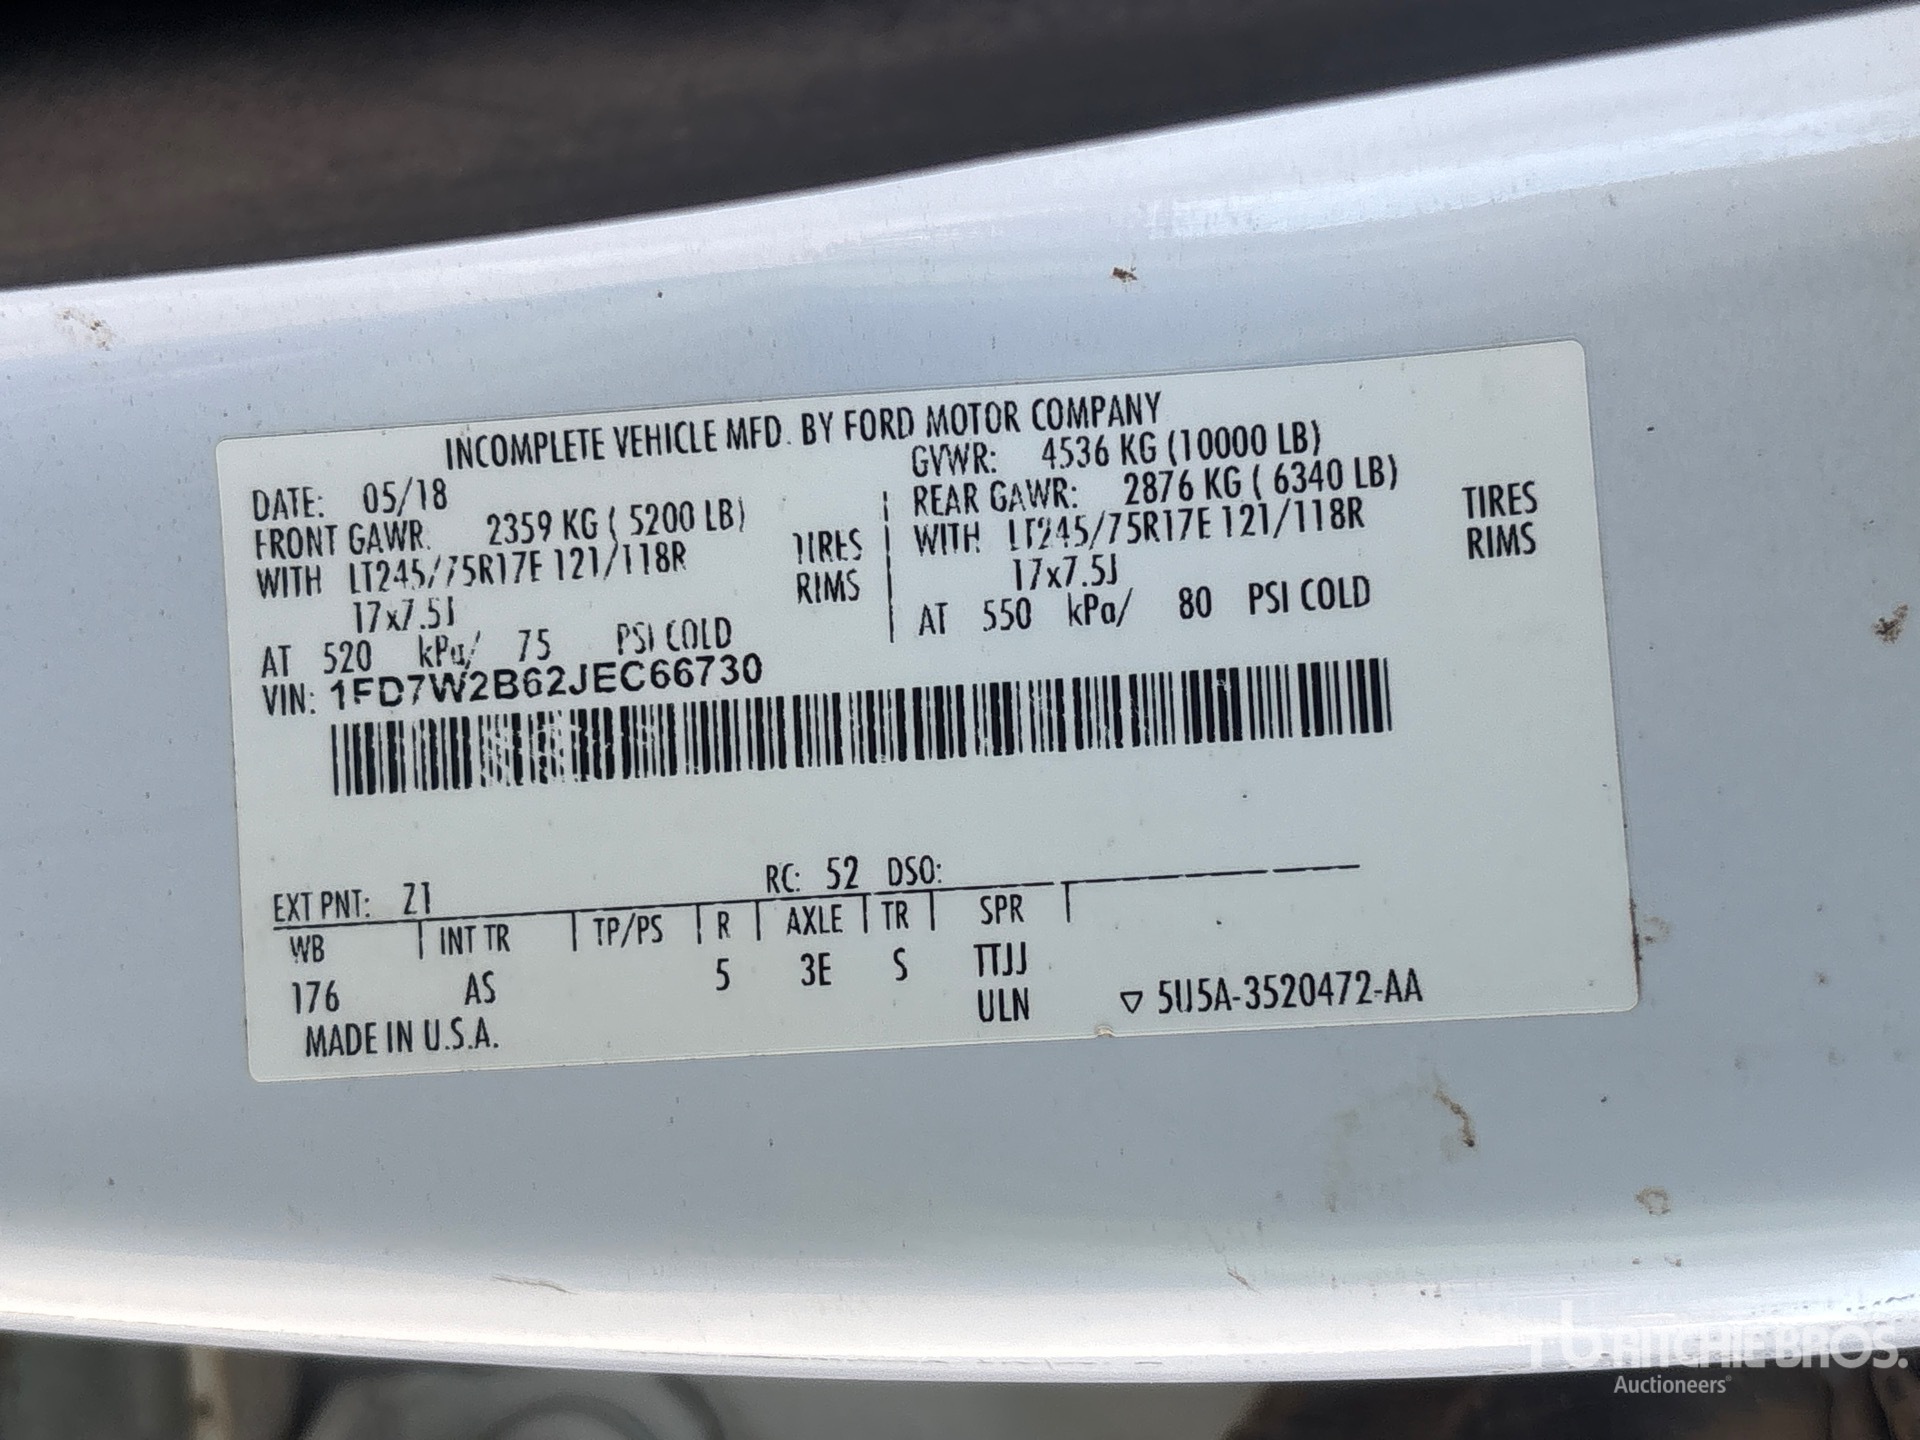 INCOMPLETE VEHICLE MFD. BY FORD MOTOR COMPANY
DATE: 05/18
GVWR: 4536 KG (10000 LB)
FRONT GAWR: 2359 KG ( 5200 LB)
REAR GAWR: 2876 KG ( 6340 LB)
WITH LT245/75R17E 121/118R TIRES
WITH LT245/75R17E 121/118R TIRES
17x7.5J RIMS
17x7.5J RIMS
AT 520 kPa/ 75 PSI COLD
AT 550 kPa/ 80 PSI COLD
VIN: 1FD7W2B62JEC66730
EXT PNT: Z1 RC: 52 DSO:
WB INT TR TP/PS R AXLE TR SPR
176 AS 5 3E S TTJJ
ULN
MADE IN U.S.A.
▽ 5U5A-3520472-AA
RITCHIE BROS.
Auctioneers